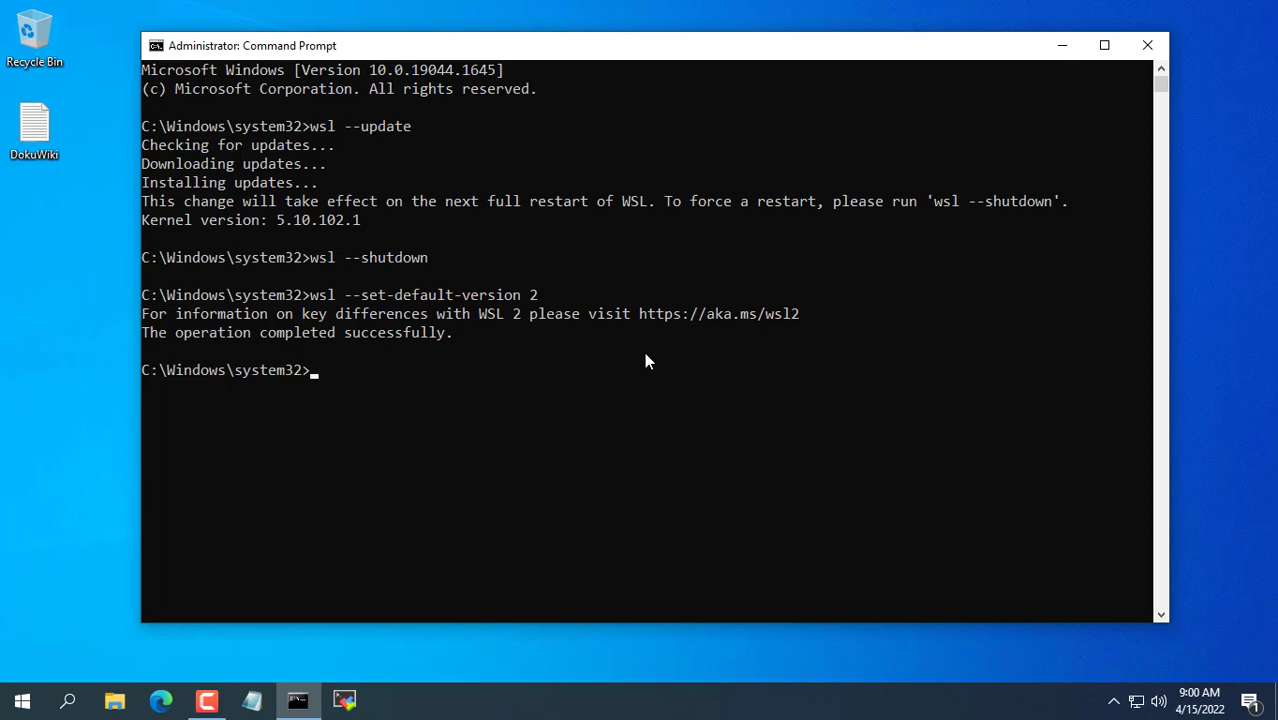 Recycle Bin
DokuWiki
Administrator: Command Prompt
Microsoft Windows [Version 10.0.19044.1645]
(c) Microsoft Corporation. All rights reserved.
C:\Windows\system32>wsl --update
Checking for updates...
Downloading updates...
Installing updates...
This change will take effect on the next full restart of WSL. To force a restart, please run 'wsl --shutdown'.
Kernel version: 5.10.102.1
C:\Windows\system32>wsl --shutdown
C:\Windows\system32>wsl --set-default-version 2
For information on key differences with WSL 2 please visit https://aka.ms/wsl2
The operation completed successfully.
C:\Windows\system32>
9:00 AM
4/15/2022
1